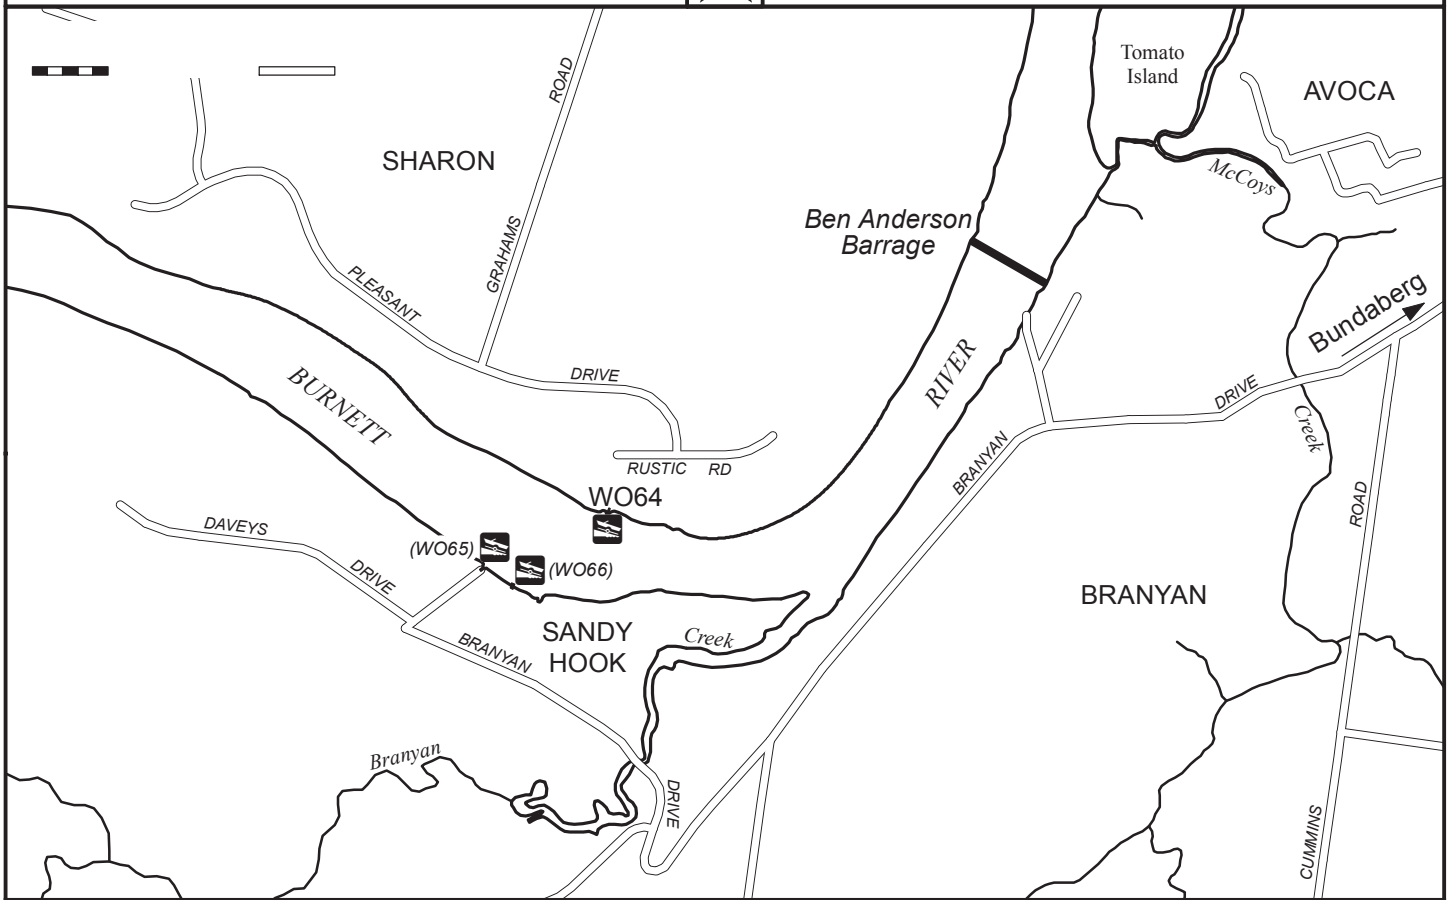 Tomato
Island
AVOCA
ROAD
SHARON
McCoys
Ben Anderson
Barrage
GRAHAMS
PLEASANT
Bundaberg
RIVER
DRIVE
DRIVE
BURNETT
Creek
BRANYAN
RUSTIC RD
WO64
ROAD
DAVEYS
(WO65)
(WO66)
DRIVE
BRANYAN
SANDY
HOOK
Creek
BRANYAN
Branyan
DRIVE
CUMMINS